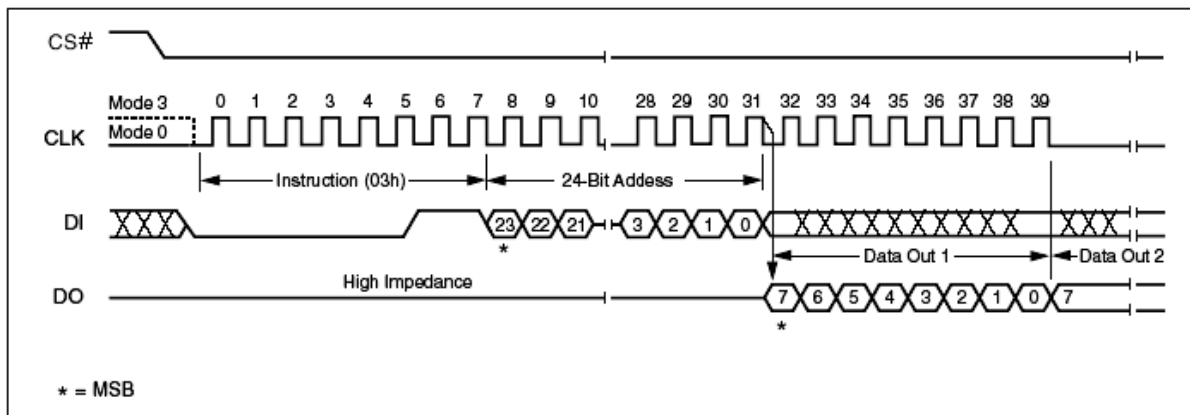 CS#
Mode 3 0 1 2 3 4 5 6 7 8 9 10 28 29 30 31 32 33 34 35 36 37 38 39
CLK Mode 0
Instruction (03h) 24-Bit Addess
DI 23 22 21 3 2 1 0
*
Data Out 1 Data Out 2
High Impedance
DO 7 6 5 4 3 2 1 0 7
*
* = MSB